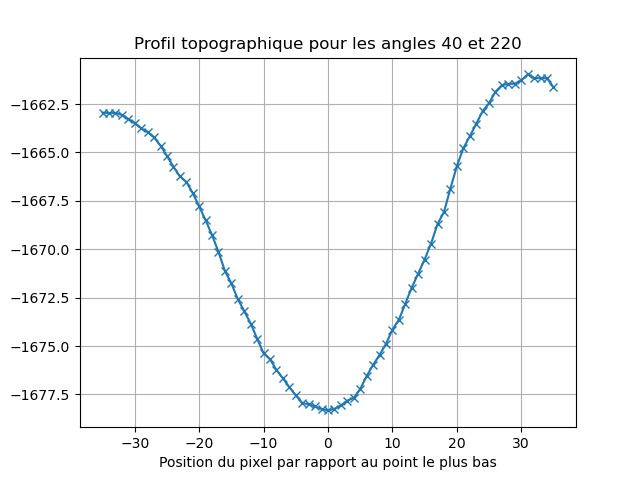 Profil topographique pour les angles 40 et 220
−1662.5
−1665.0
−1667.5
−1670.0
−1672.5
−1675.0
−1677.5
−30 −20 −10 0 10 20 30
Position du pixel par rapport au point le plus bas